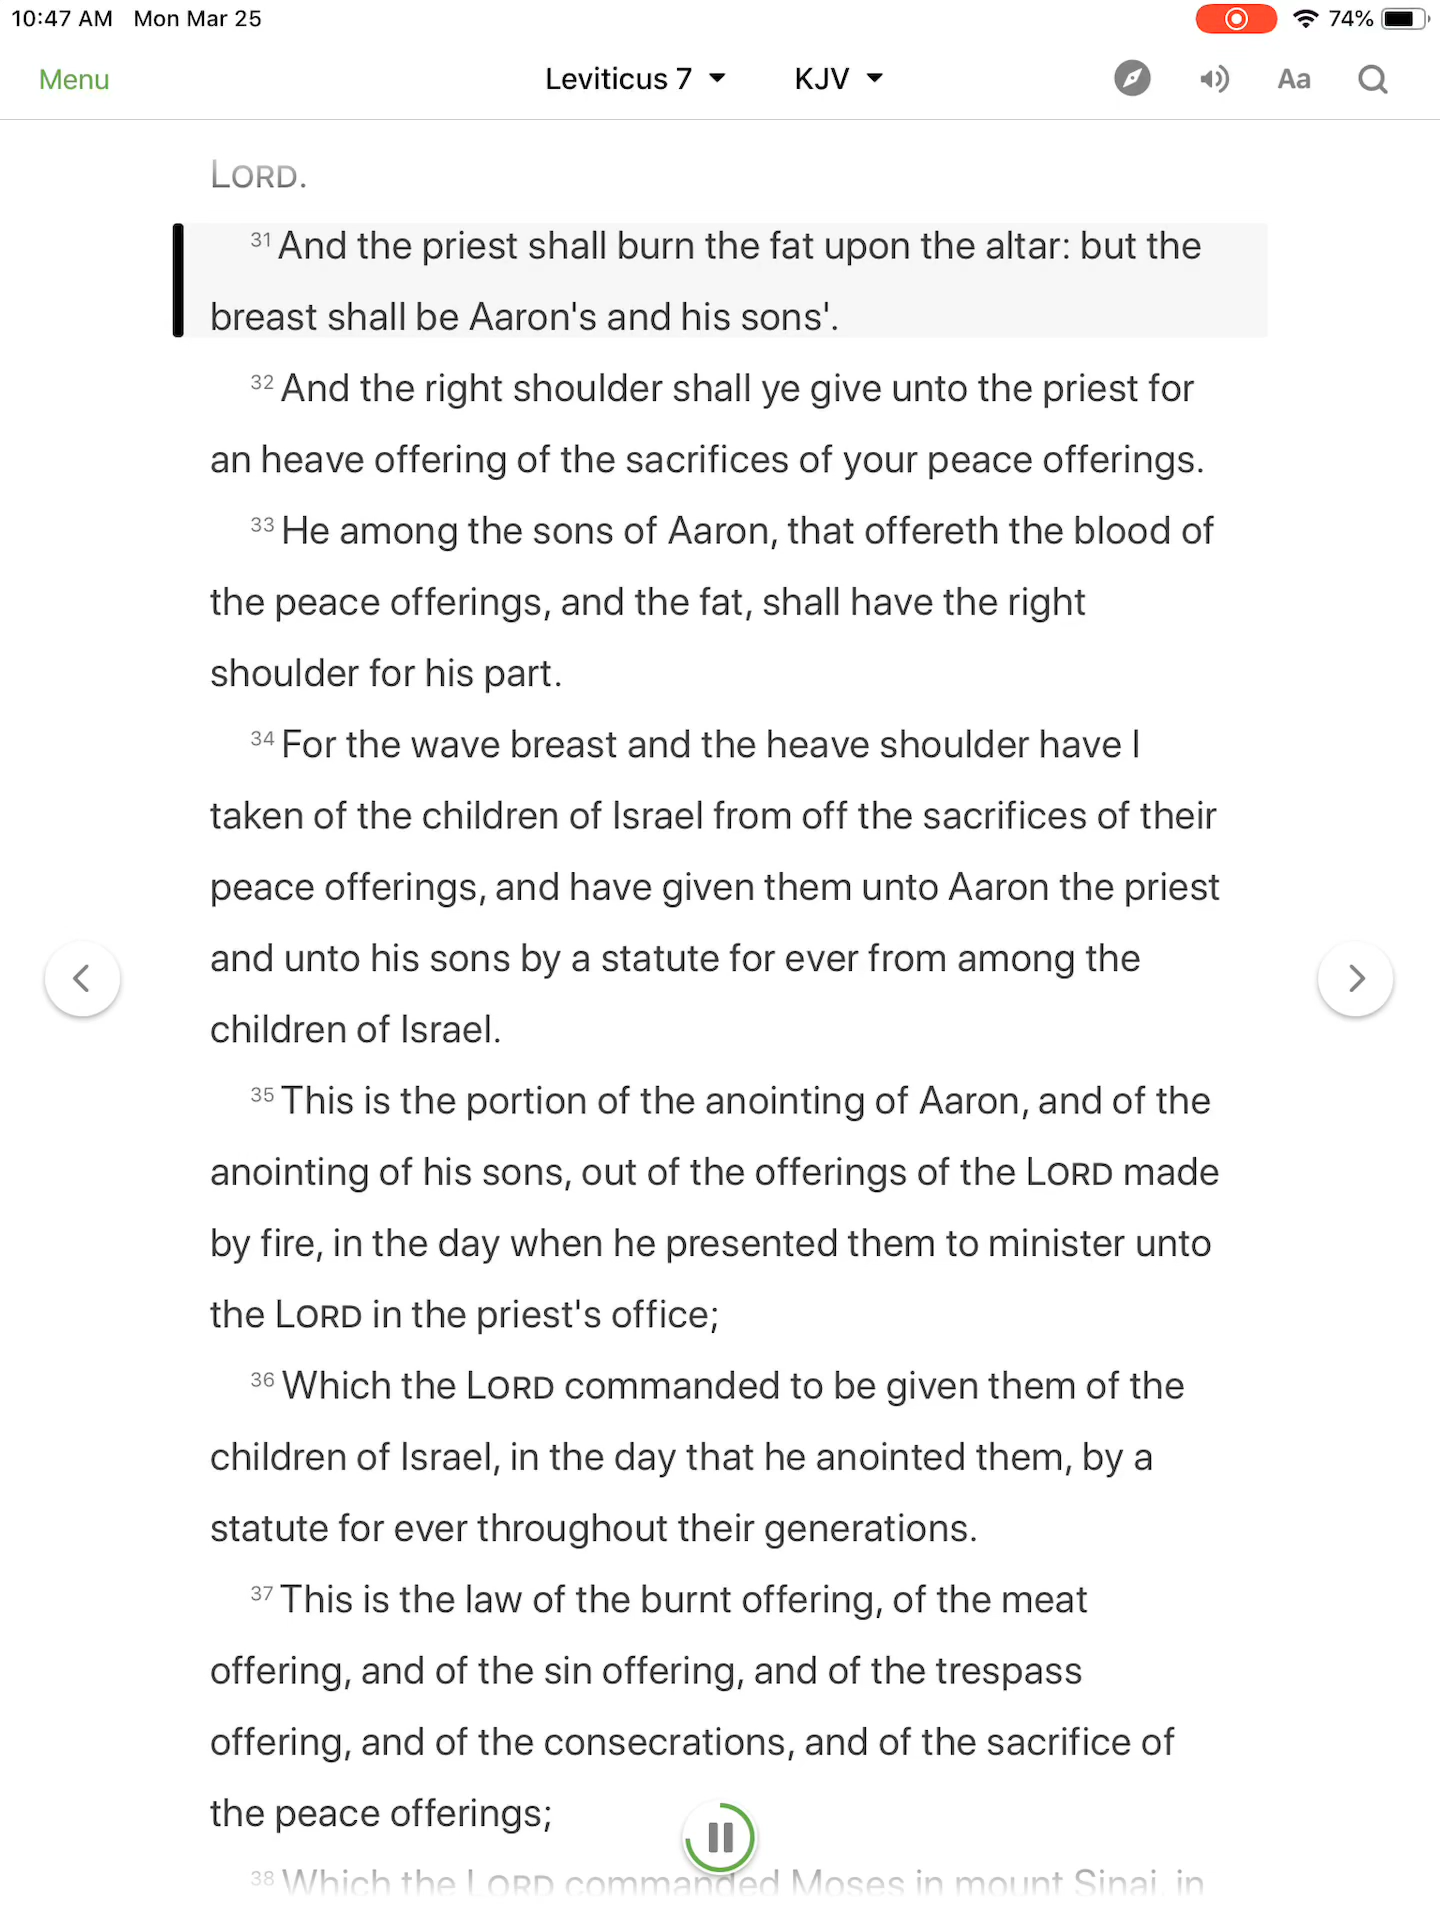 10:47 AM Mon Mar 25 74%
Menu Leviticus 7 KJV Aa
LORD.
31 And the priest shall burn the fat upon the altar: but the
breast shall be Aaron's and his sons'.
32 And the right shoulder shall ye give unto the priest for
an heave offering of the sacrifices of your peace offerings.
33 He among the sons of Aaron, that offereth the blood of
the peace offerings, and the fat, shall have the right
shoulder for his part.
34 For the wave breast and the heave shoulder have I
taken of the children of Israel from off the sacrifices of their
peace offerings, and have given them unto Aaron the priest
and unto his sons by a statute for ever from among the
children of Israel.
35 This is the portion of the anointing of Aaron, and of the
anointing of his sons, out of the offerings of the LORD made
by fire, in the day when he presented them to minister unto
the LORD in the priest's office;
36 Which the LORD commanded to be given them of the
children of Israel, in the day that he anointed them, by a
statute for ever throughout their generations.
37 This is the law of the burnt offering, of the meat
offering, and of the sin offering, and of the trespass
offering, and of the consecrations, and of the sacrifice of
the peace offerings;
38 Which the LORD commanded Moses in mount Sinai, in